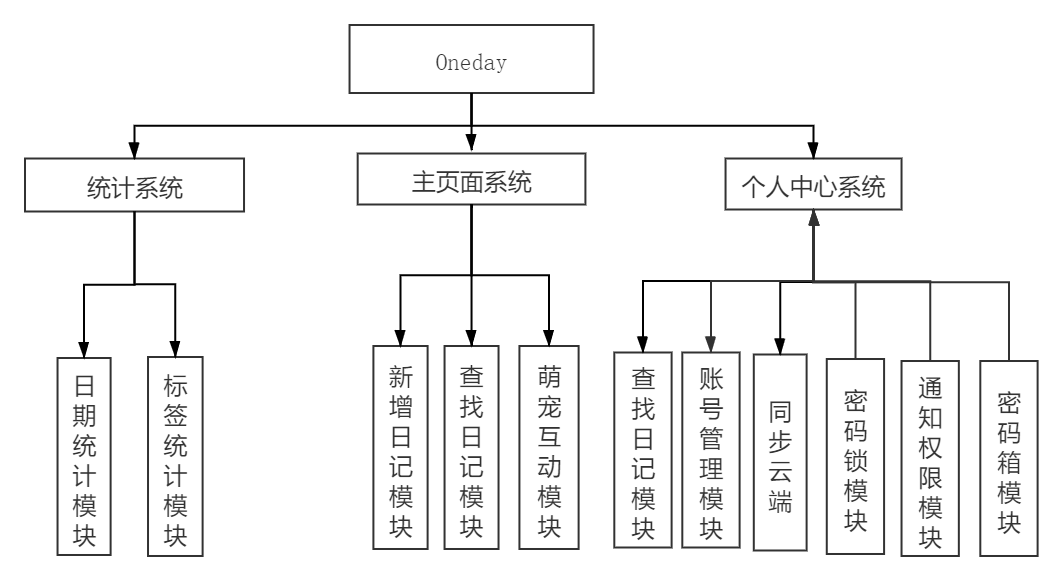 Oneday
统计系统
主页面系统
个人中心系统
日期统计模块
标签统计模块
新增日记模块
查找日记模块
萌宠互动模块
查找日记模块
账号管理模块
同步云端
密码锁模块
通知权限模块
密码箱模块